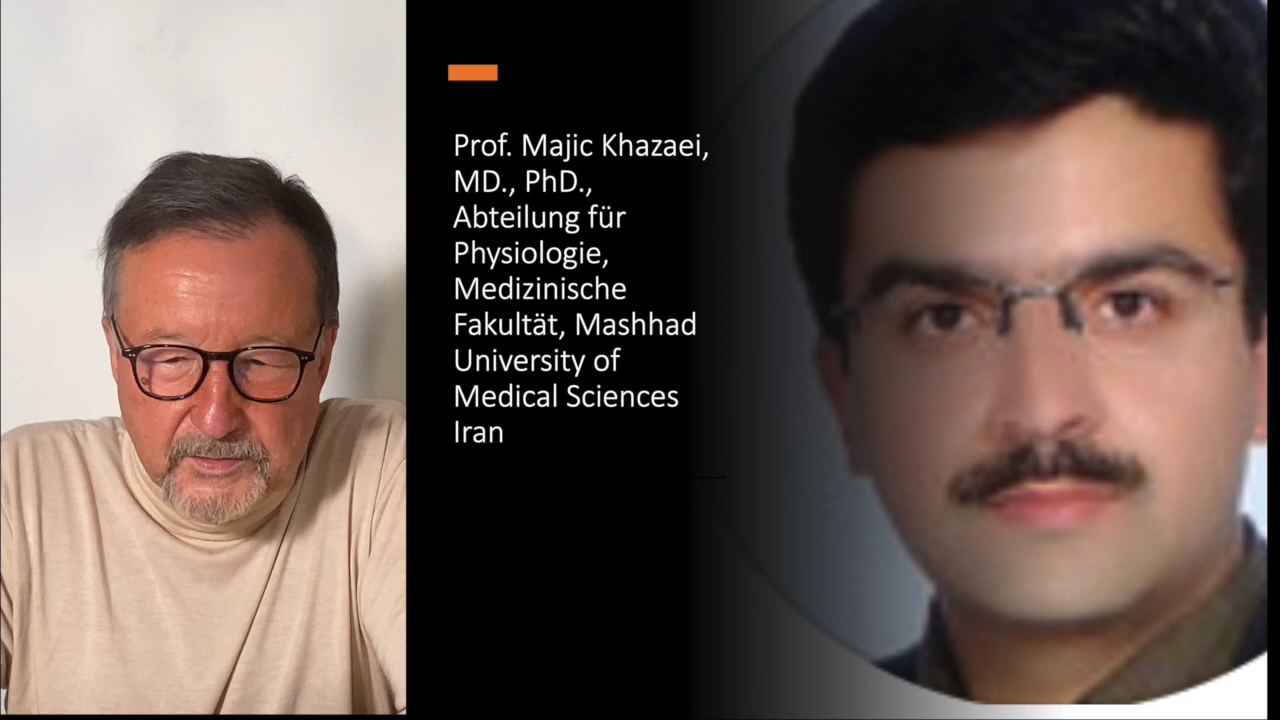 Prof. Majic Khazaei,
MD., PhD.,
Abteilung für
Physiologie,
Medizinische
Fakultät, Mashhad
University of
Medical Sciences
Iran